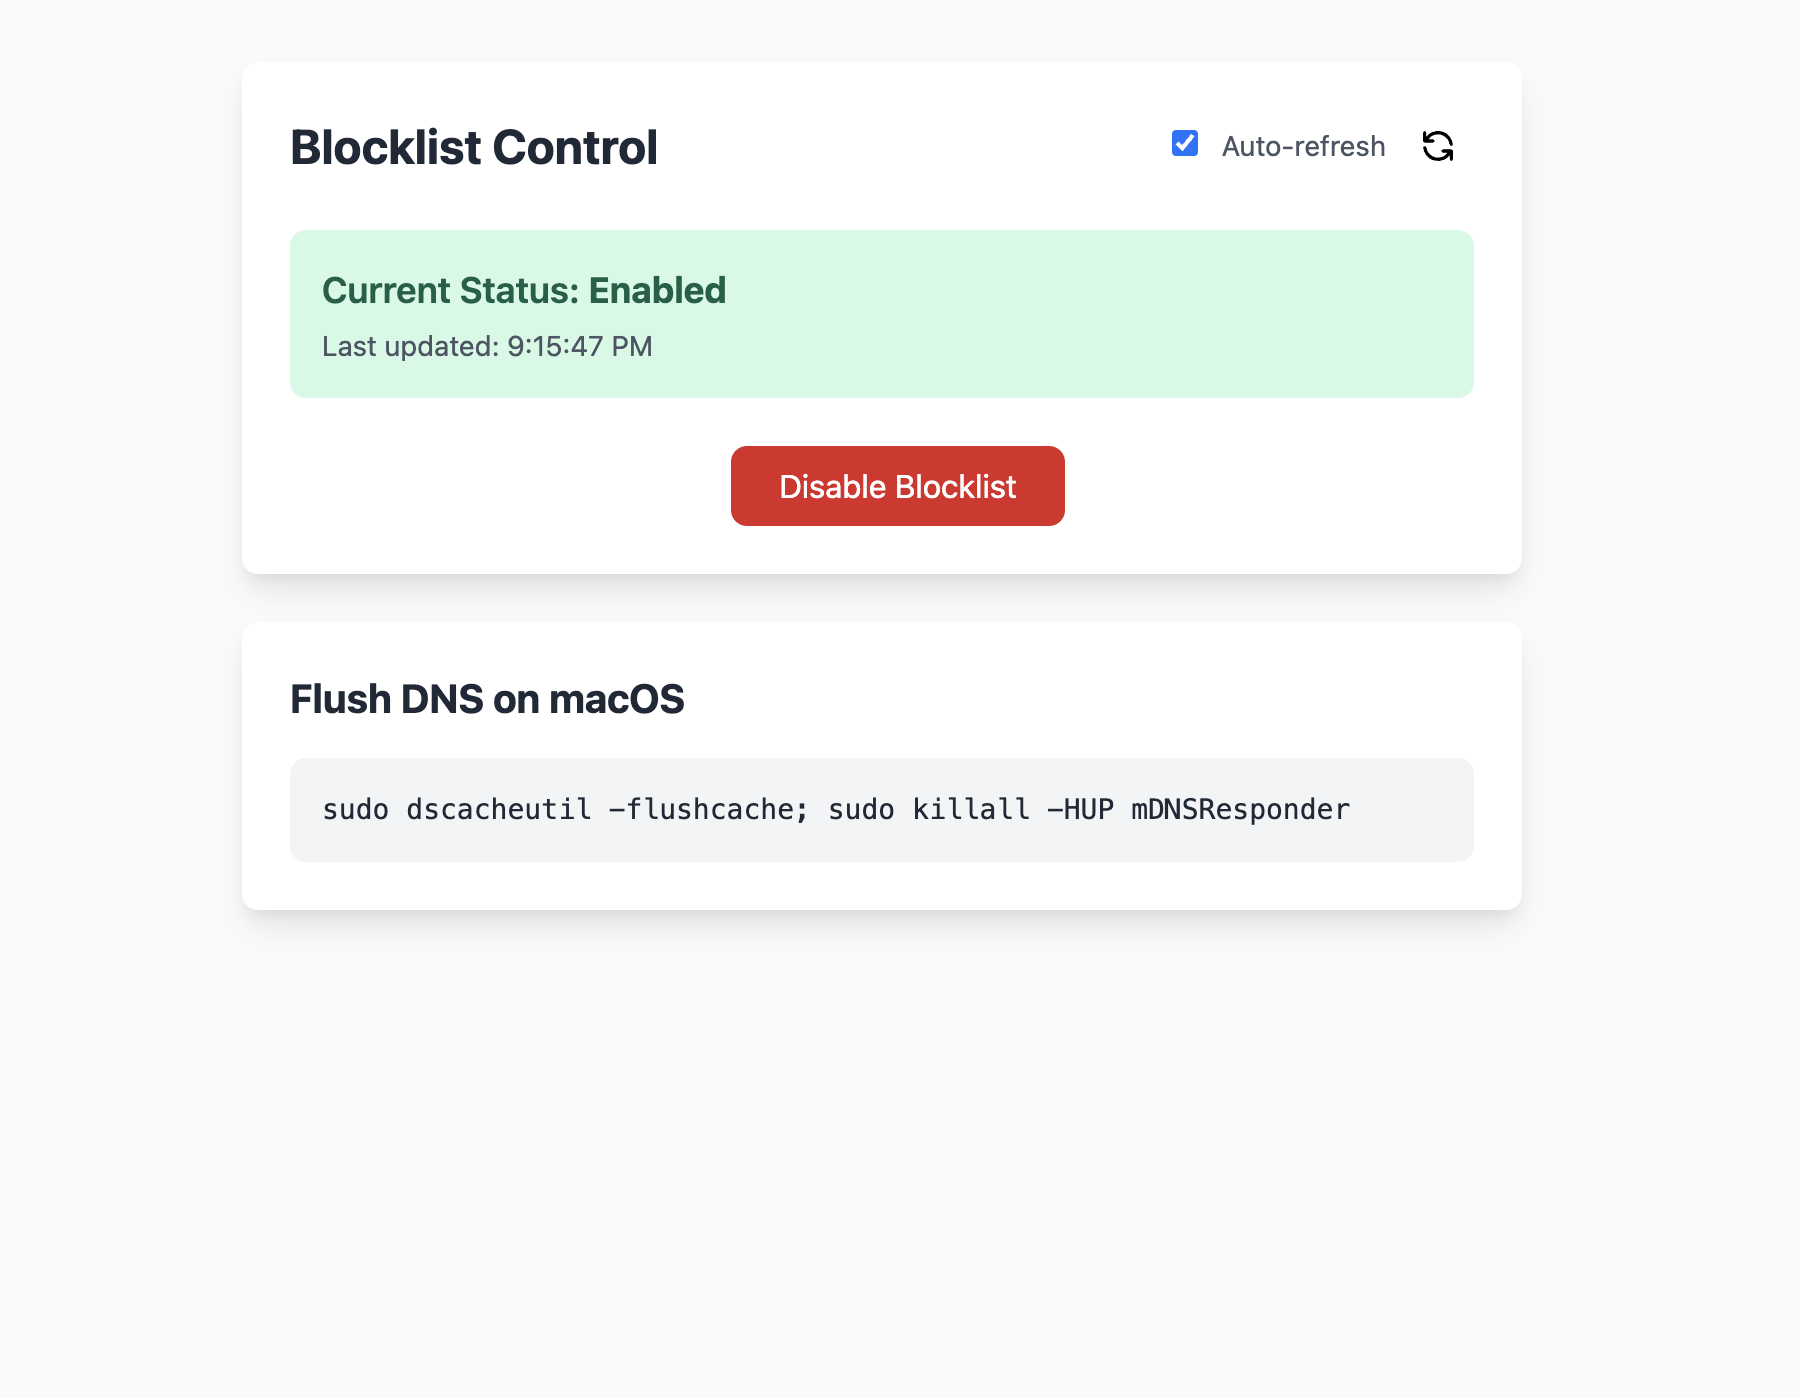 Blocklist Control
Auto-refresh
Current Status: Enabled
Last updated: 9:15:47 PM
Disable Blocklist
Flush DNS on macOS
sudo dscacheutil -flushcache; sudo killall -HUP mDNSResponder